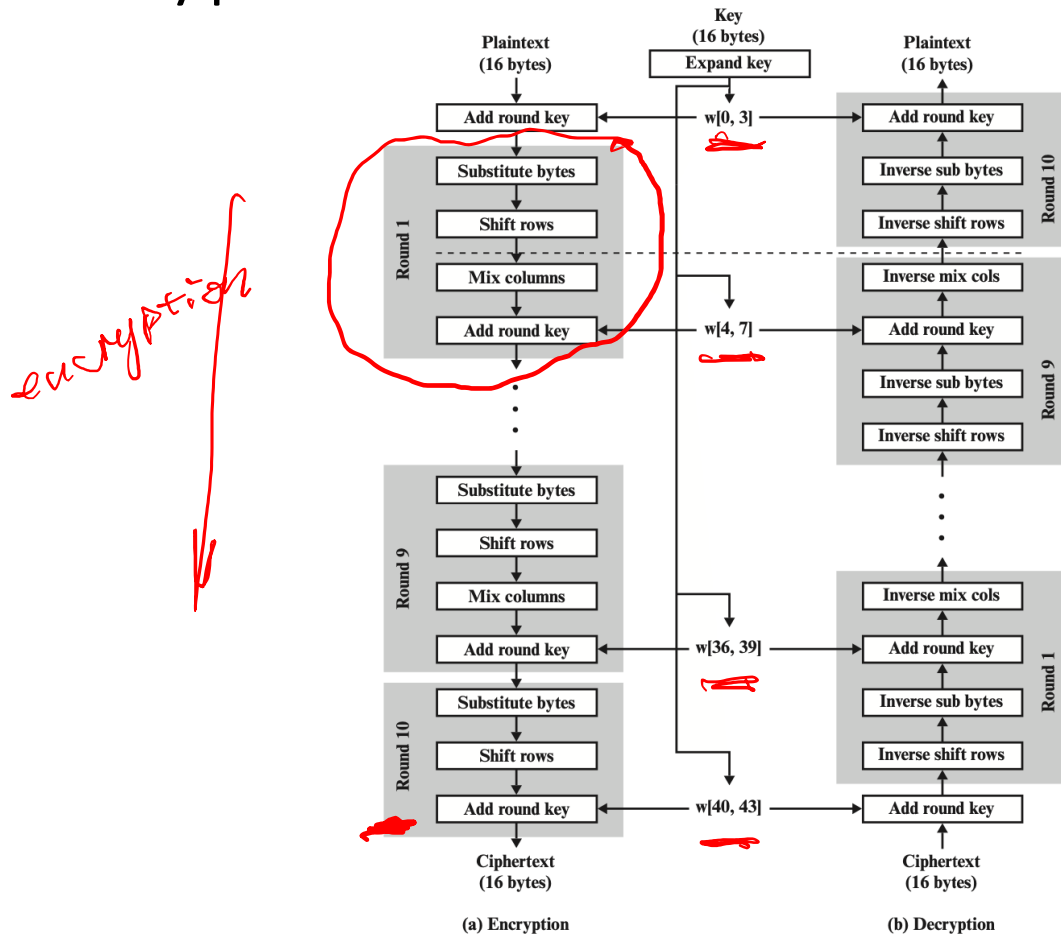 Key
(16 bytes)
Plaintext
(16 bytes)
Expand key
Plaintext
(16 bytes)
Add round key
w[0, 3]
Add round key
Round 1
Substitute bytes
Shift rows
Mix columns
Add round key
w[4, 7]
Inverse sub bytes
Inverse shift rows
Round 10
Inverse mix cols
Add round key
Inverse sub bytes
Inverse shift rows
Round 9
encryption
Round 9
Substitute bytes
Shift rows
Mix columns
Add round key
w[36, 39]
Inverse mix cols
Add round key
Inverse sub bytes
Inverse shift rows
Round 1
Round 10
Substitute bytes
Shift rows
Add round key
w[40, 43]
Add round key
Ciphertext
(16 bytes)
Ciphertext
(16 bytes)
(a) Encryption
(b) Decryption